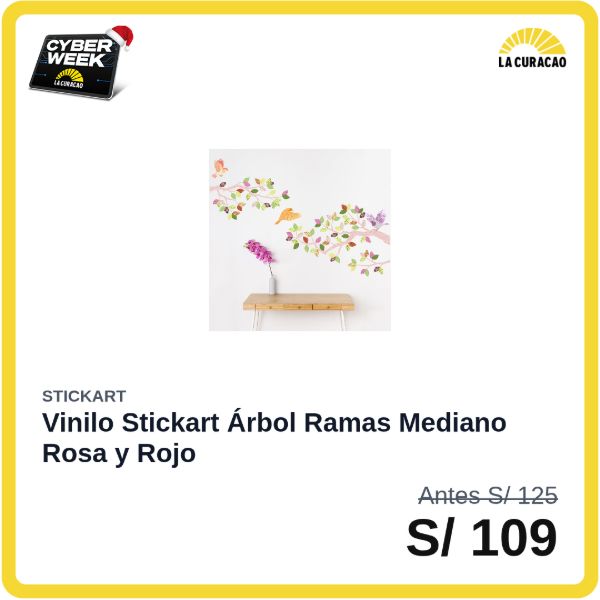 CYBER
WEEK
LA CURACAO
LA CURACAO
STICKART
Vinilo Stickart Árbol Ramas Mediano
Rosa y Rojo
Antes S/ 125
S/ 109